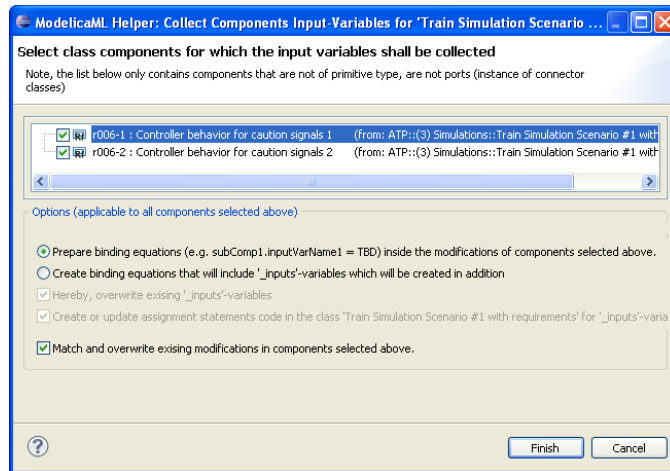 ModelicaML Helper: Collect Components Input-Variables for 'Train Simulation Scenario ...
Select class components for which the input variables shall be collected
Note, the list below only contains components that are not of primitive type, are not ports (instance of connector
classes)
r006-1 : Controller behavior for caution signals 1 (from: ATP::(3) Simulations::Train Simulation Scenario #1 with
r006-2 : Controller behavior for caution signals 2 (from: ATP::(3) Simulations::Train Simulation Scenario #1 with
Options (applicable to all components selected above)
Prepare binding equations (e.g. subComp1.inputVarName1 = TBD) inside the modifications of components selected above.
Create binding equations that will include '_inputs'-variables which will be created in addition
Hereby, overwrite exising '_inputs'-variables
Create or update assignment statements code in the class 'Train Simulation Scenario #1 with requirements' for '_inputs'-varia
Match and overwrite exising modifications in components selected above.
?
Finish Cancel